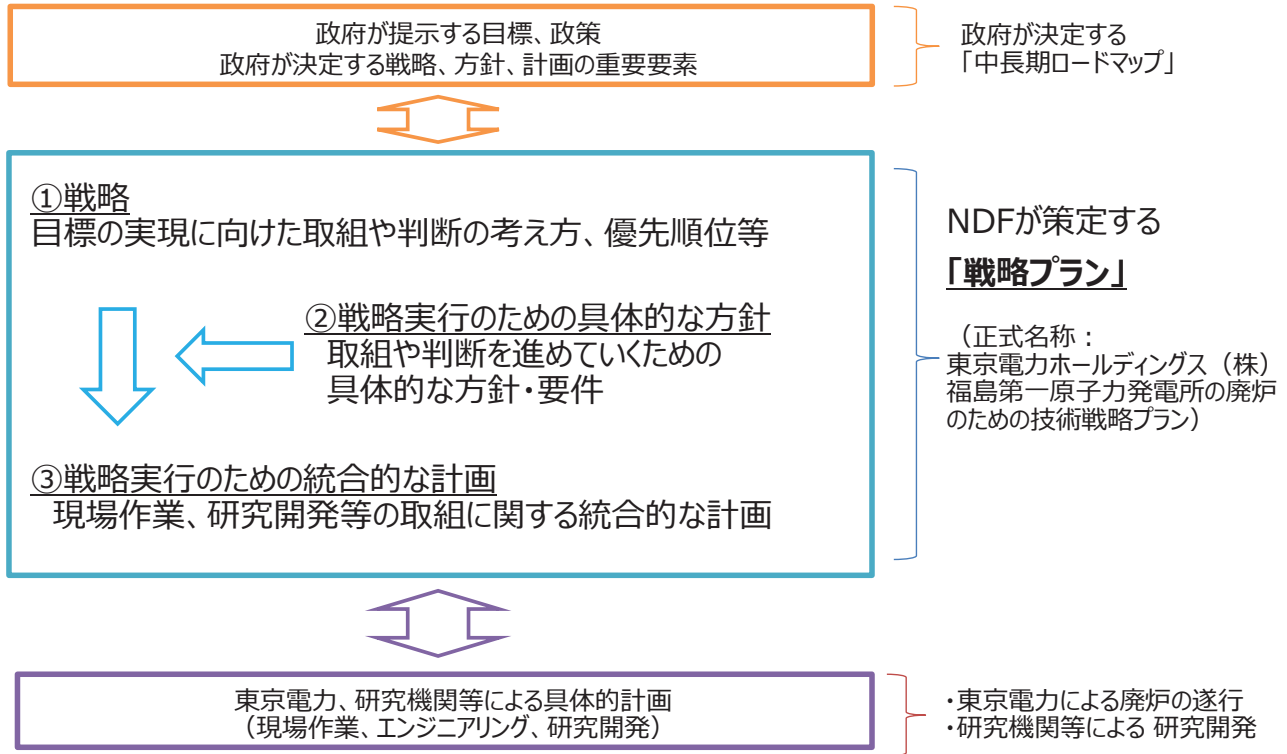 政府が提示する目標、政策
政府が決定する戦略、方針、計画の重要要素
政府が決定する
「中長期ロードマップ」
①戦略
目標の実現に向けた取組や判断の考え方、優先順位等
②戦略実行のための具体的な方針
取組や判断を進めていくための
具体的な方針・要件
③戦略実行のための統合的な計画
現場作業、研究開発等の取組に関する統合的な計画
NDFが策定する
「戦略プラン」
（正式名称：
東京電力ホールディングス（株）
福島第一原子力発電所の廃炉
のための技術戦略プラン）
東京電力、研究機関等による具体的計画
（現場作業、エンジニアリング、研究開発）
・東京電力による廃炉の遂行
・研究機関等による 研究開発